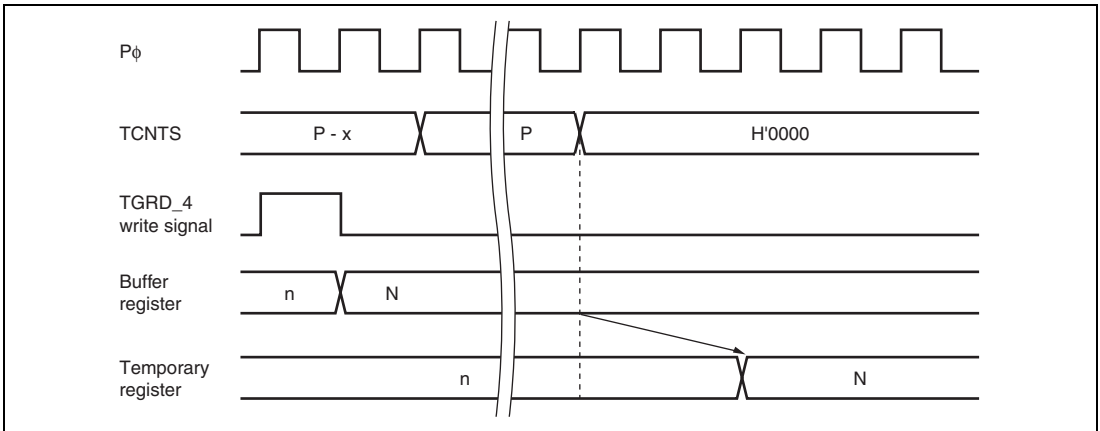 Pϕ
TCNTS
P - x
P
H'0000
TGRD_4
write signal
Buffer
register
n
N
Temporary
register
n
N